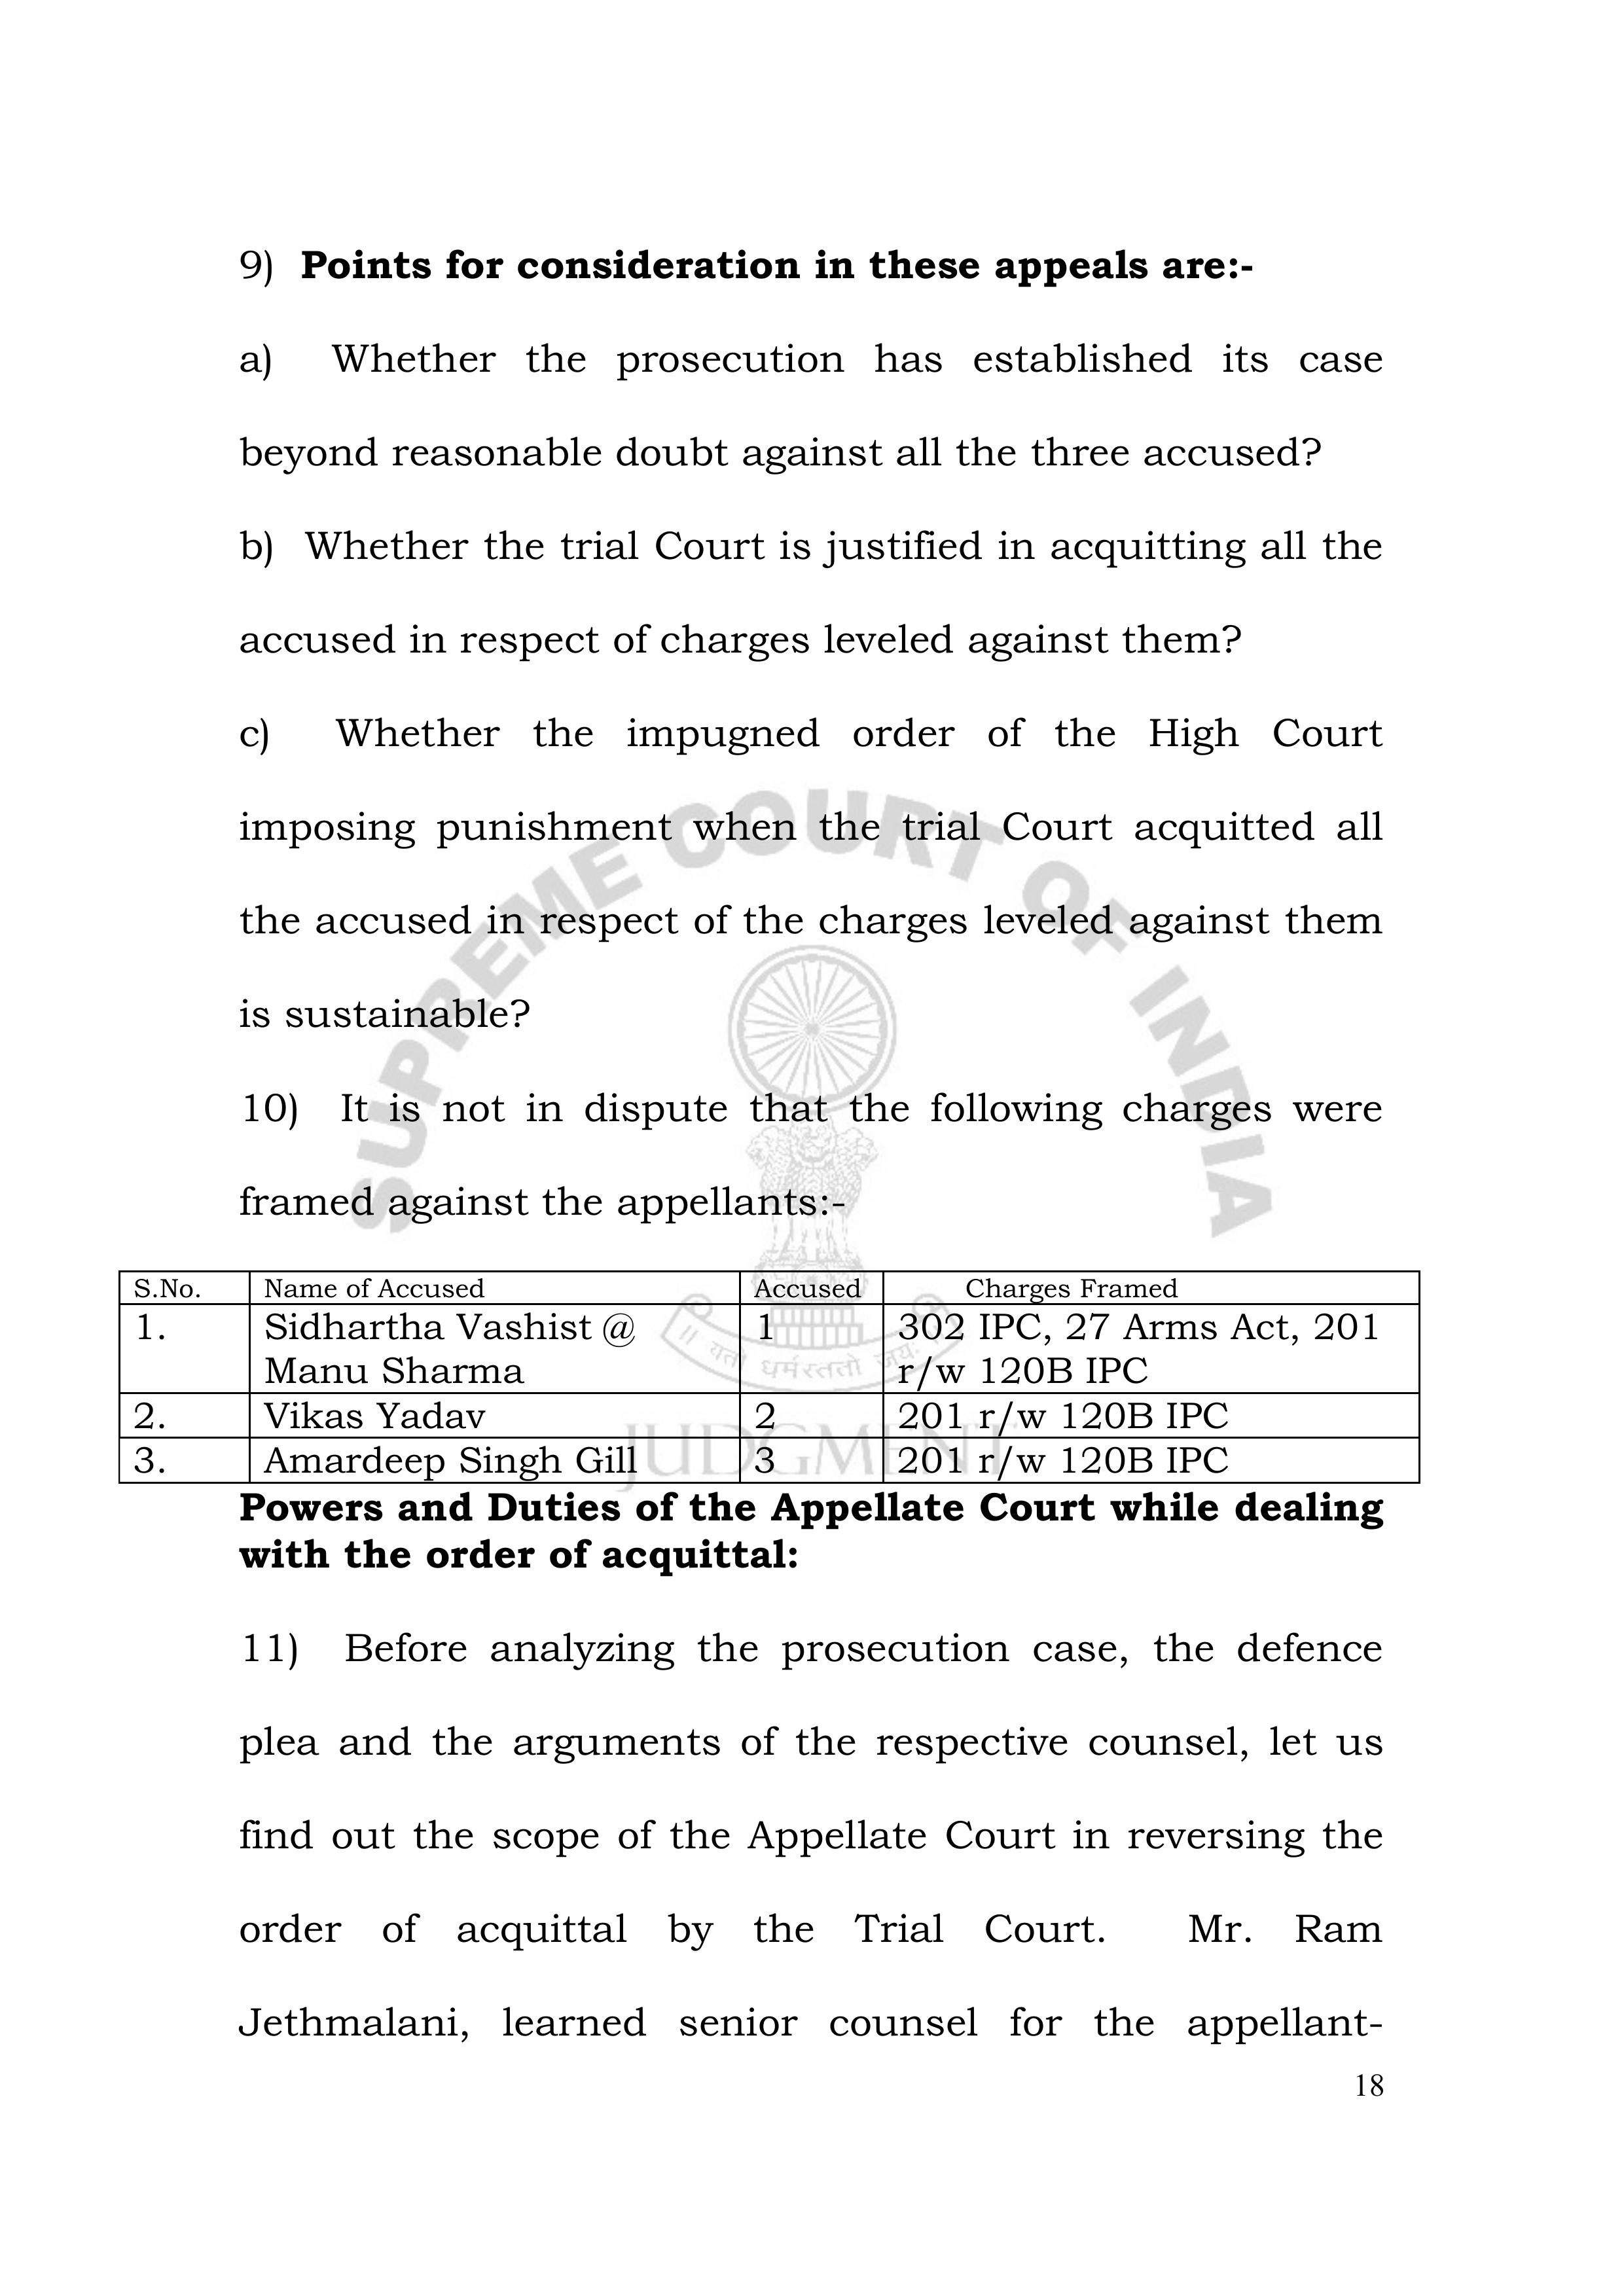 9) Points for consideration in these appeals are:-
a) Whether the prosecution has established its case
beyond reasonable doubt against all the three accused?
b) Whether the trial Court is justified in acquitting all the
accused in respect of charges leveled against them?
c) Whether the impugned order of the High Court
imposing punishment when the trial Court acquitted all
the accused in respect of the charges leveled against them
is sustainable?
10) It is not in dispute that the following charges were
framed against the appellants:-
SUPREME COURT OF INDIA
S.No. Name of Accused Accused Charges Framed
1. Sidhartha Vashist @ 1 302 IPC, 27 Arms Act, 201
Manu Sharma r/w 120B IPC
॥ यतो धर्मस्ततो जयः ॥
2. Vikas Yadav 2 201 r/w 120B IPC
3. Amardeep Singh Gill 3 201 r/w 120B IPC
JUDGMENT
Powers and Duties of the Appellate Court while dealing
with the order of acquittal:
11) Before analyzing the prosecution case, the defence
plea and the arguments of the respective counsel, let us
find out the scope of the Appellate Court in reversing the
order of acquittal by the Trial Court. Mr. Ram
Jethmalani, learned senior counsel for the appellant-
18